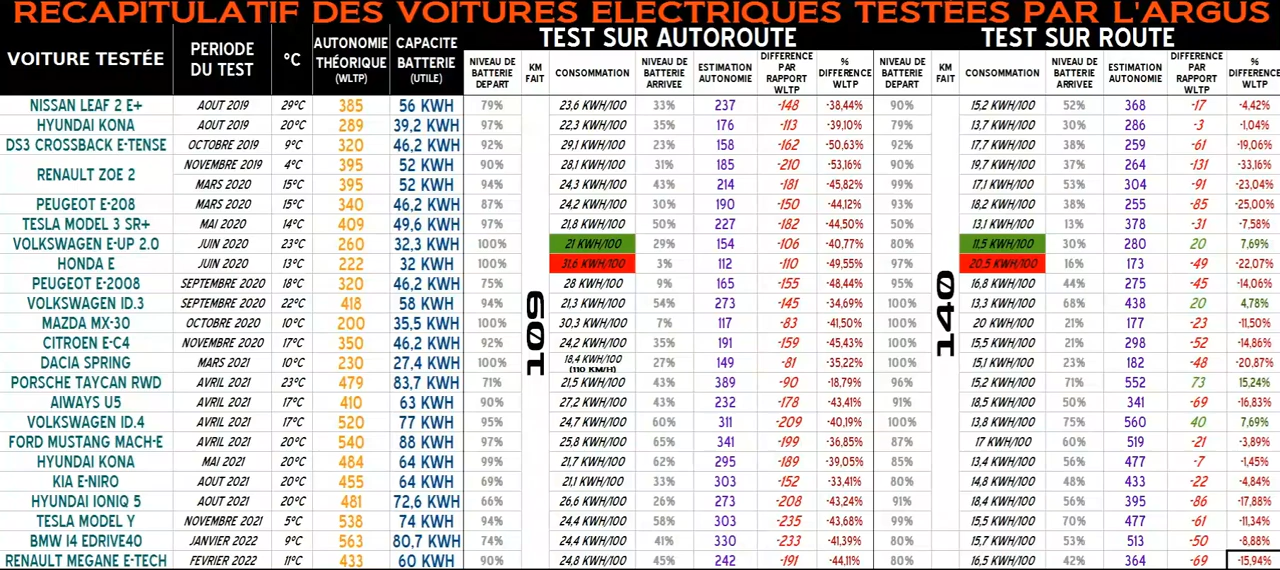 RECAPITULATIF DES VOITURES ELECTRIQUES TESTÉES PAR L'ARGUS
VOITURE TESTÉE PERIODE DU TEST °C AUTONOMIE THÉORIQUE (WLTP) CAPACITE BATTERIE (UTILE) TEST SUR AUTOROUTE TEST SUR ROUTE
NIVEAU DE BATTERIE DEPART KM FAIT CONSOMMATION NIVEAU DE BATTERIE ARRIVEE ESTIMATION AUTONOMIE DIFFERENCE PAR RAPPORT WLTP % DIFFERENCE WLTP NIVEAU DE BATTERIE DEPART KM FAIT CONSOMMATION NIVEAU DE BATTERIE ARRIVEE ESTIMATION AUTONOMIE DIFFERENCE PAR RAPPORT WLTP % DIFFERENCE WLTP
NISSAN LEAF 2 E+ AOUT 2019 29°C 385 56 KWH 79% 23,6 KWH/100 33% 237 -148 -38,44% 90% 15,2 KWH/100 52% 368 -17 -4,42%
HYUNDAI KONA AOUT 2019 20°C 289 39,2 KWH 97% 22,3 KWH/100 35% 176 -113 -39,10% 79% 13,7 KWH/100 30% 286 -3 -1,04%
DS3 CROSSBACK E-TENSE OCTOBRE 2019 9°C 320 46,2 KWH 92% 29,1 KWH/100 23% 158 -162 -50,63% 92% 17,7 KWH/100 38% 259 -61 -19,06%
RENAULT ZOE 2 NOVEMBRE 2019 4°C 395 52 KWH 90% 28,1 KWH/100 31% 185 -210 -53,16% 90% 19,7 KWH/100 37% 264 -131 -33,16%
MARS 2020 15°C 395 52 KWH 94% 24,3 KWH/100 43% 214 -181 -45,82% 99% 17,1 KWH/100 53% 304 -91 -23,04%
PEUGEOT E-208 MARS 2020 15°C 340 46,2 KWH 87% 24,2 KWH/100 30% 190 -150 -44,12% 93% 18,2 KWH/100 38% 255 -85 -25,00%
TESLA MODEL 3 SR+ MAI 2020 14°C 409 49,6 KWH 97% 21,8 KWH/100 50% 227 -182 -44,50% 50% 13,1 KWH/100 13% 378 -31 -7,58%
VOLKSWAGEN E-UP 2.0 JUIN 2020 23°C 260 32,3 KWH 100% 21 KWH/100 29% 154 -106 -40,77% 80% 11,5 KWH/100 30% 280 20 7,69%
HONDA E JUIN 2020 13°C 222 32 KWH 100% 31,6 KWH/100 3% 112 -110 -49,55% 97% 20,5 KWH/100 16% 173 -49 -22,07%
PEUGEOT E-2008 SEPTEMBRE 2020 18°C 320 46,2 KWH 75% 28 KWH/100 9% 165 -155 -48,44% 95% 16,8 KWH/100 44% 275 -45 -14,06%
VOLKSWAGEN ID.3 SEPTEMBRE 2020 22°C 418 58 KWH 94% 21,3 KWH/100 54% 273 -145 -34,69% 100% 13,3 KWH/100 68% 438 20 4,78%
MAZDA MX-30 OCTOBRE 2020 10°C 200 35,5 KWH 100% 30,3 KWH/100 7% 117 -83 -41,50% 100% 20 KWH/100 21% 177 -23 -11,50%
CITROEN E-C4 NOVEMBRE 2020 17°C 350 46,2 KWH 92% 24,2 KWH/100 35% 191 -159 -45,43% 100% 15,5 KWH/100 21% 298 -52 -14,86%
DACIA SPRING MARS 2021 10°C 230 27,4 KWH 100% 18,4 KWH/100 (110 KM/H) 27% 149 -81 -35,22% 100% 15,1 KWH/100 23% 182 -48 -20,87%
PORSCHE TAYCAN RWD AVRIL 2021 23°C 479 83,7 KWH 71% 21,5 KWH/100 43% 389 -90 -18,79% 96% 15,2 KWH/100 71% 552 73 15,24%
AIWAYS U5 AVRIL 2021 17°C 410 63 KWH 90% 27,2 KWH/100 43% 232 -178 -43,41% 91% 18,5 KWH/100 50% 341 -69 -16,83%
VOLKSWAGEN ID.4 AVRIL 2021 17°C 520 77 KWH 95% 24,7 KWH/100 60% 311 -209 -40,19% 100% 13,8 KWH/100 75% 560 40 7,69%
FORD MUSTANG MACH-E AVRIL 2021 20°C 540 88 KWH 97% 25,8 KWH/100 65% 341 -199 -36,85% 87% 17 KWH/100 60% 519 -21 -3,89%
HYUNDAI KONA MAI 2021 20°C 484 64 KWH 99% 21,7 KWH/100 62% 295 -189 -39,05% 85% 13,4 KWH/100 56% 477 -7 -1,45%
KIA E-NIRO AOUT 2021 20°C 455 64 KWH 69% 21,1 KWH/100 33% 303 -152 -33,41% 80% 14,8 KWH/100 48% 433 -22 -4,84%
HYUNDAI IONIQ 5 AOUT 2021 20°C 481 72,6 KWH 66% 26,6 KWH/100 26% 273 -208 -43,24% 91% 18,4 KWH/100 56% 395 -86 -17,88%
TESLA MODEL Y NOVEMBRE 2021 5°C 538 74 KWH 94% 24,4 KWH/100 58% 303 -235 -43,68% 99% 15,5 KWH/100 70% 477 -61 -11,34%
BMW I4 EDRIVE40 JANVIER 2022 9°C 563 80,7 KWH 74% 24,4 KWH/100 41% 330 -233 -41,39% 80% 15,7 KWH/100 53% 513 -50 -8,88%
RENAULT MEGANE E-TECH FEVRIER 2022 11°C 433 60 KWH 90% 24,8 KWH/100 45% 242 -191 -44,11% 80% 16,5 KWH/100 42% 364 -69 -15,94%
109
140